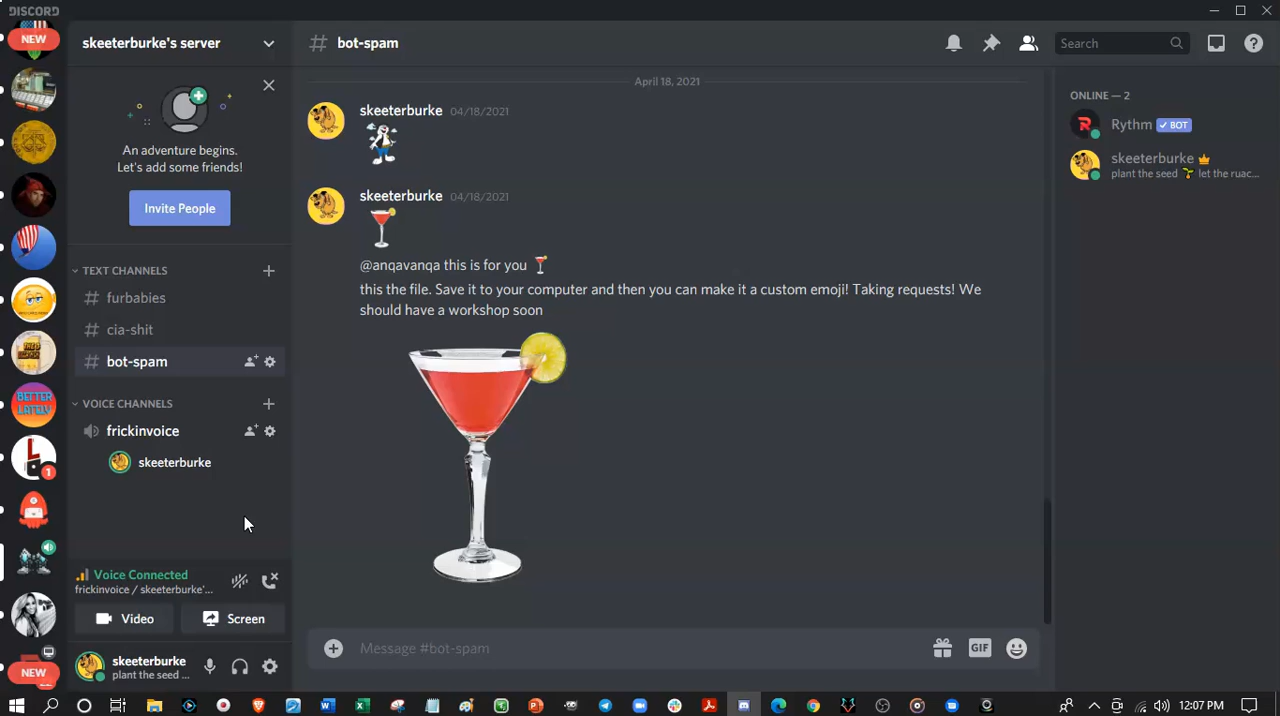 DISCORD
NEW
skeeterburke's server
# bot-spam
Search
April 18, 2021
An adventure begins.
Let's add some friends!
Invite People
TEXT CHANNELS
# furbabies
# cia-shit
# bot-spam
VOICE CHANNELS
frickinvoice
skeeterburke
BETTER
LATELY
1
Voice Connected
frickinvoice / skeeterburke'...
Video
Screen
skeeterburke
plant the seed ...
NEW
skeeterburke 04/18/2021
skeeterburke 04/18/2021
@anqavanqa this is for you
this the file. Save it to your computer and then you can make it a custom emoji! Taking requests! We
should have a workshop soon
Message #bot-spam
GIF
ONLINE — 2
Rythm BOT
skeeterburke
plant the seed let the ruac...
12:07 PM